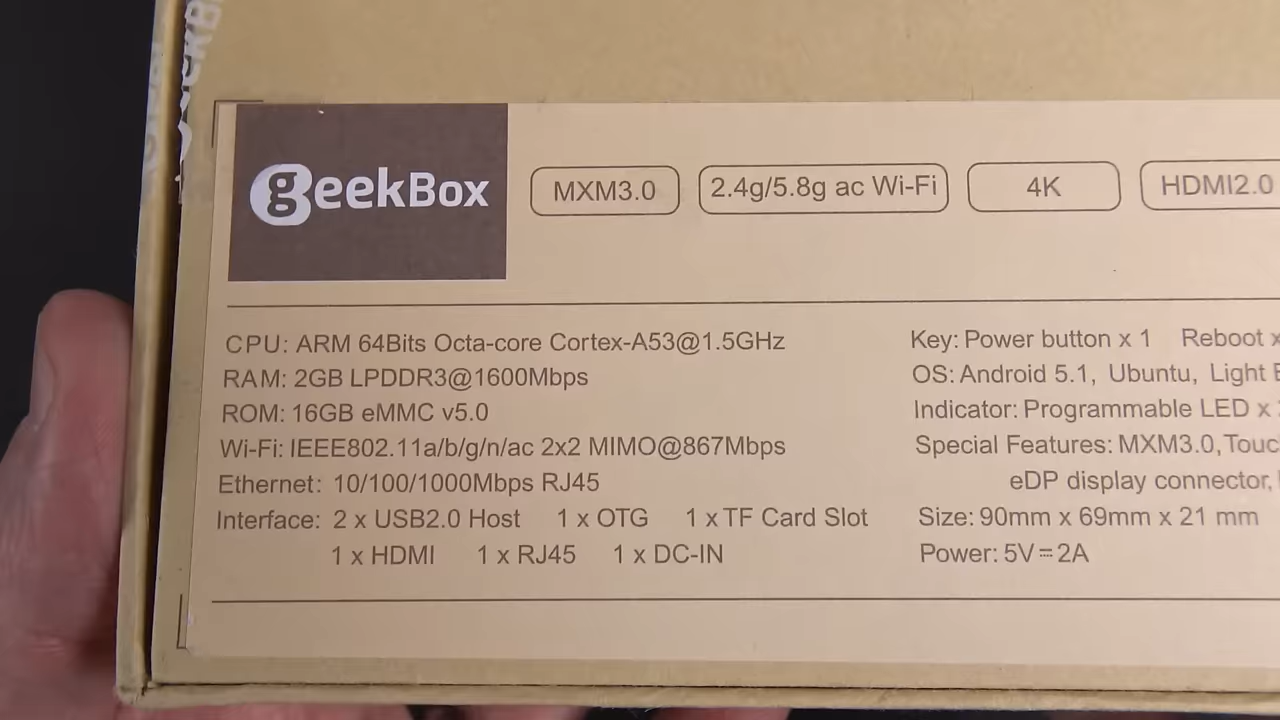 geekBox
MXM3.0 2.4g/5.8g ac Wi-Fi 4K HDMI2.0
CPU: ARM 64Bits Octa-core Cortex-A53@1.5GHz
RAM: 2GB LPDDR3@1600Mbps
ROM: 16GB eMMC v5.0
Wi-Fi: IEEE802.11a/b/g/n/ac 2x2 MIMO@867Mbps
Ethernet: 10/100/1000Mbps RJ45
Interface: 2 x USB2.0 Host 1 x OTG 1 x TF Card Slot
1 x HDMI 1 x RJ45 1 x DC-IN
Key: Power button x 1 Reboot x
OS: Android 5.1, Ubuntu, Light
Indicator: Programmable LED x
Special Features: MXM3.0,
eDP display connector,
Size: 90mm x 69mm x 21 mm
Power: 5V⎓2A